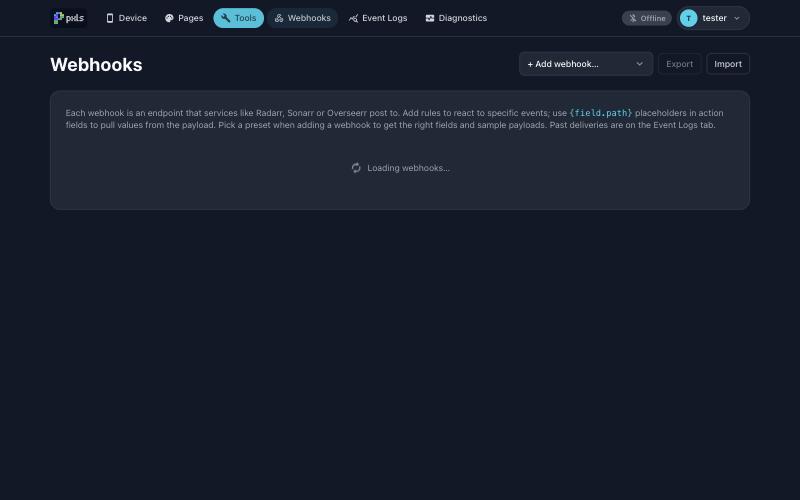 pxls
Device
Pages
Tools
Webhooks
Event Logs
Diagnostics
Offline
T
tester
Webhooks
+ Add webhook...
Export
Import
Each webhook is an endpoint that services like Radarr, Sonarr or Overseerr post to. Add rules to react to specific events; use {field.path} placeholders in action
fields to pull values from the payload. Pick a preset when adding a webhook to get the right fields and sample payloads. Past deliveries are on the Event Logs tab.
Loading webhooks...